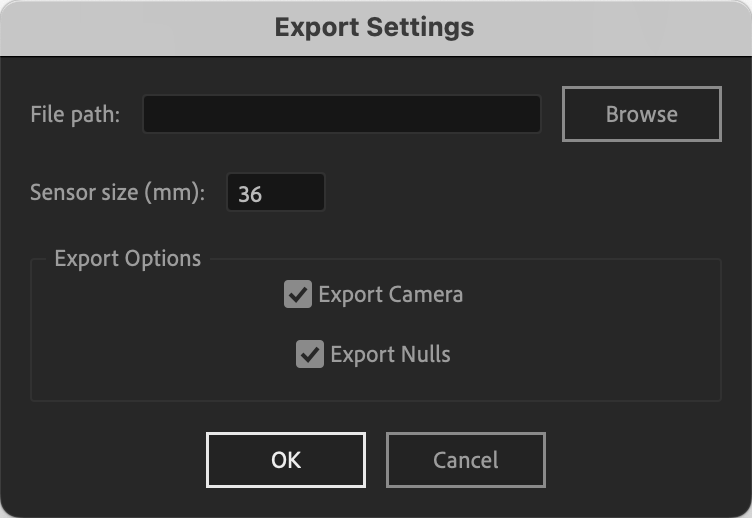 Export Settings
File path:
Browse
Sensor size (mm): 36
Export Options
Export Camera
Export Nulls
OK Cancel